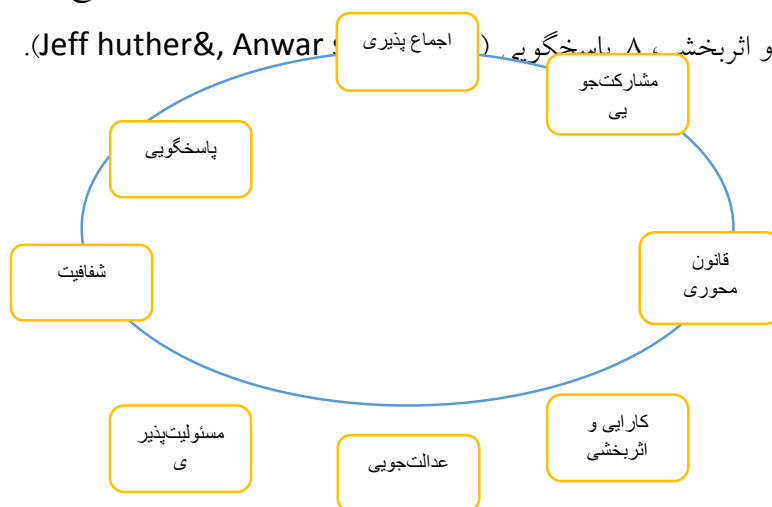 و اثربخشی، ۸ پاسخگویی (Jeff huther&, Anwar
اجماع پذیری
مشارکت‌جو
یی
پاسخگویی
قانون
محوری
شفافیت
کارایی و
اثربخشی
مسئولیت‌پذیر
ی
عدالت‌جویی